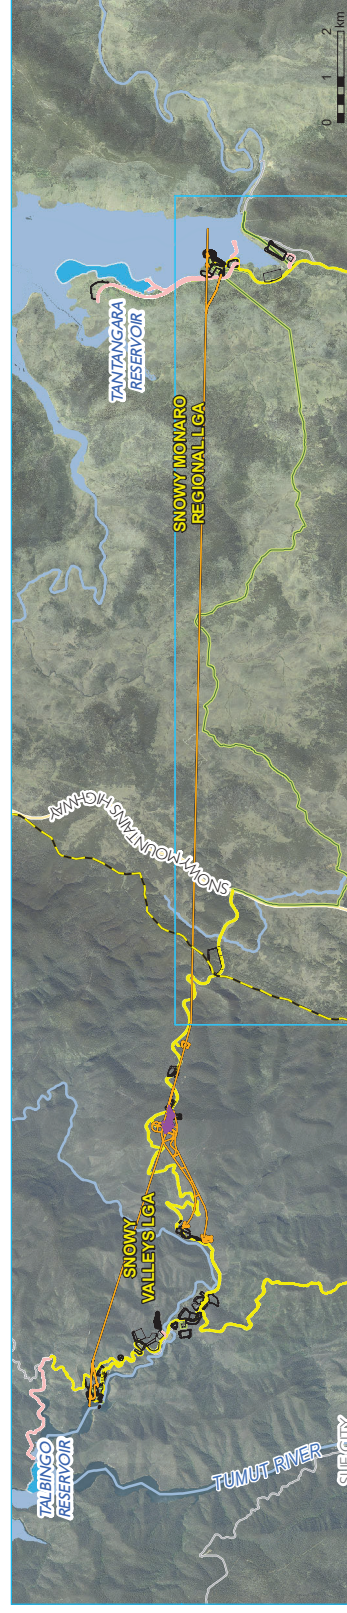 TALBINGO
RESERVOIR
TUMUT RIVER
SNOWY
VALLEYS LGA
SNOWY MOUNTAINS HIGHWAY
SNOWY MONARO
REGIONAL LGA
TANTANGARA
RESERVOIR
0 1 2
km